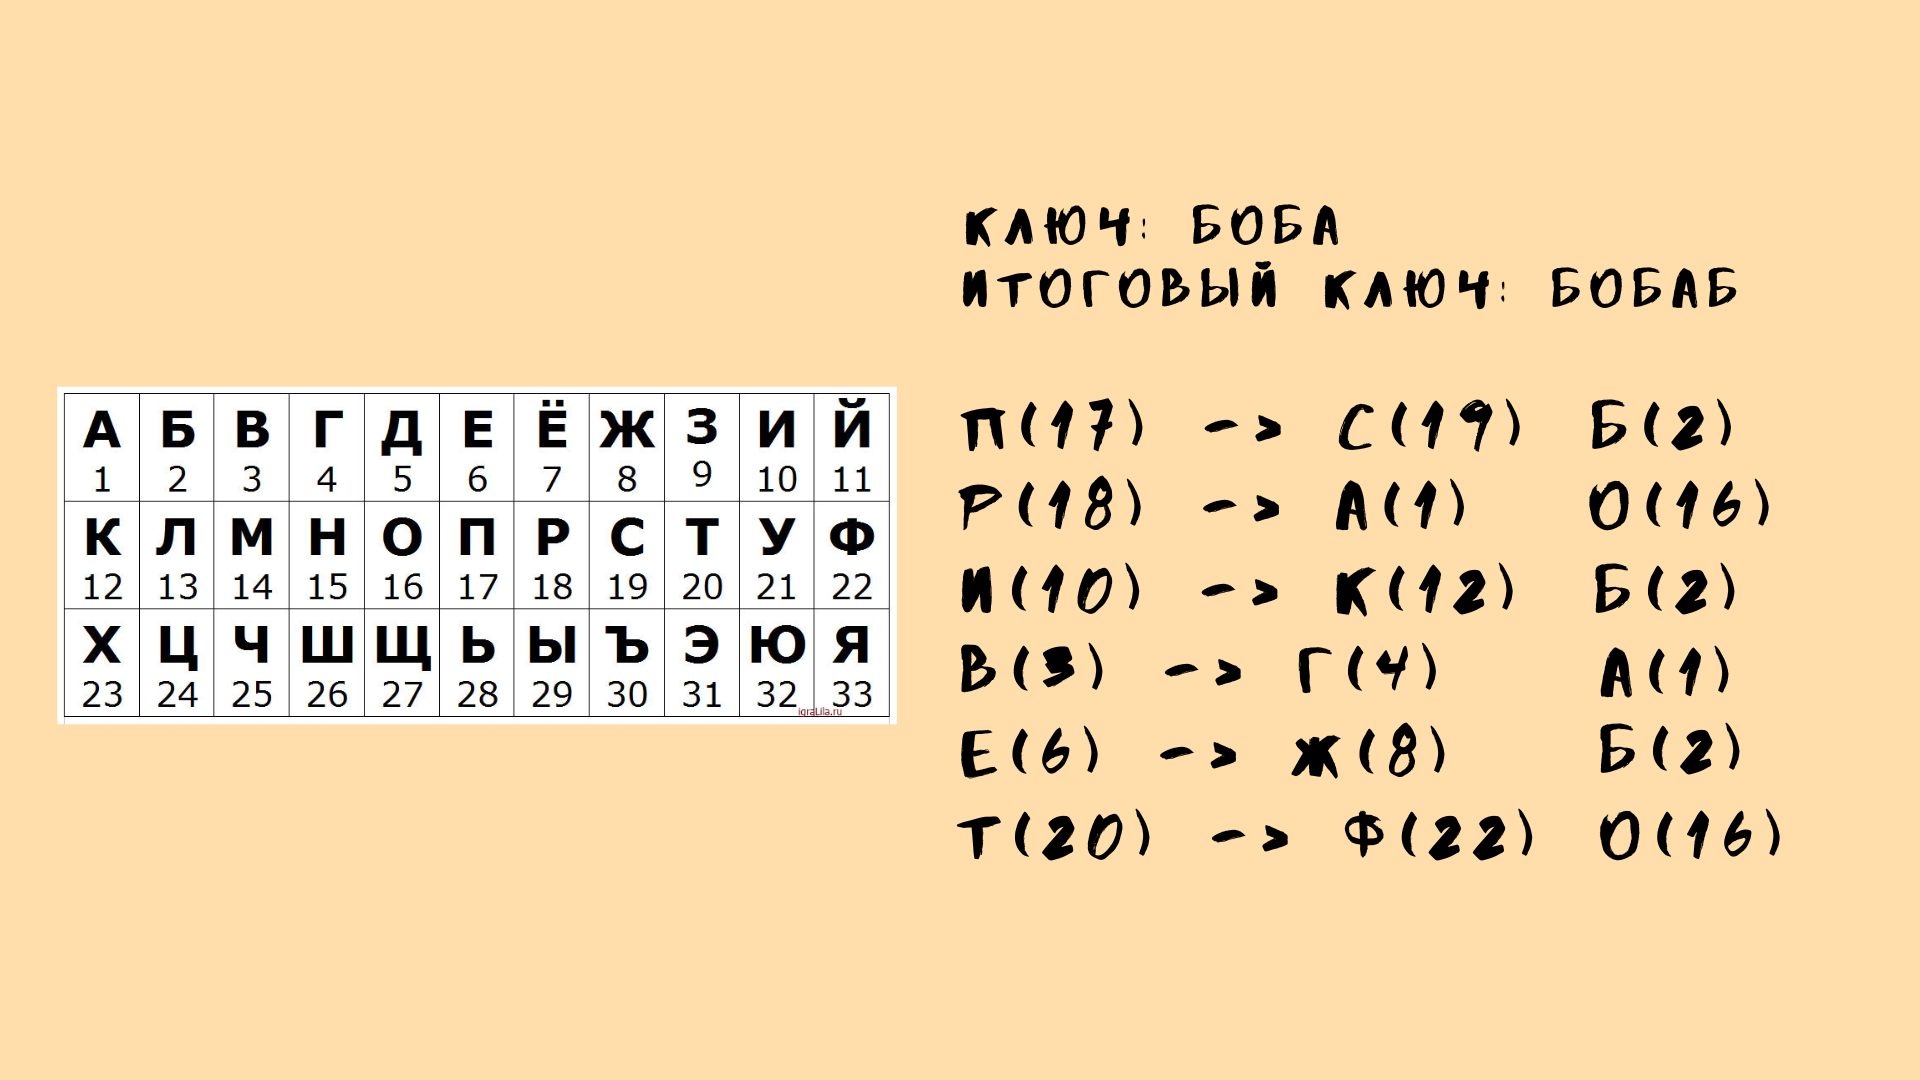 А Б В Г Д Е Ё Ж З И Й
1 2 3 4 5 6 7 8 9 10 11
К Л М Н О П Р С Т У Ф
12 13 14 15 16 17 18 19 20 21 22
Х Ц Ч Ш Щ Ь Ы Ъ Э Ю Я
23 24 25 26 27 28 29 30 31 32 33
igraLila.ru
КЛЮЧ: БОБА
ИТОГОВЫЙ КЛЮЧ: БОБАБ
П(17) -> С(19) Б(2)
Р(18) -> А(1) О(16)
И(10) -> К(12) Б(2)
В(3) -> Г(4) А(1)
Е(6) -> Ж(8) Б(2)
Т(20) -> Ф(22) О(16)